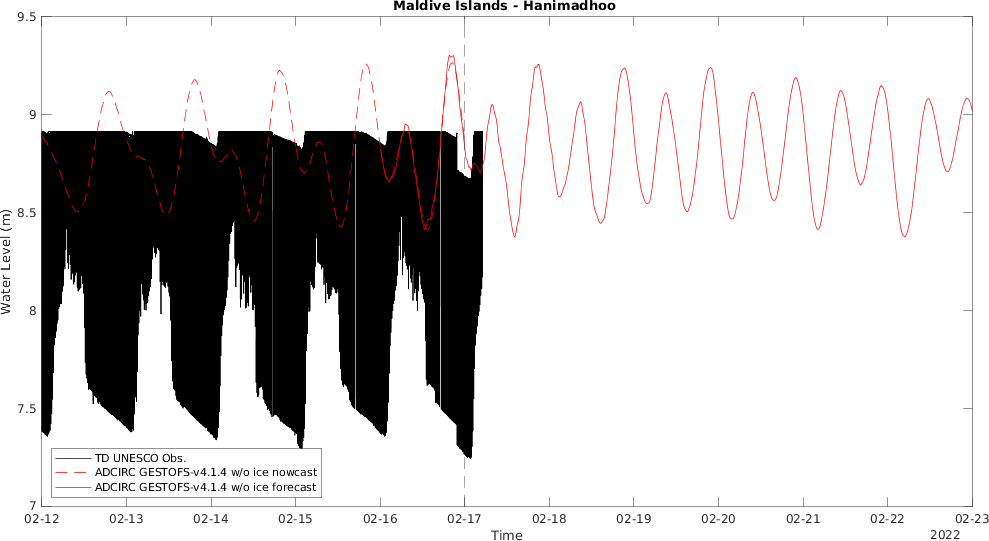 Maldive Islands - Hanimadhoo
9.5
9
8.5
8
7.5
7
Water Level (m)
TD UNESCO Obs.
ADCIRC GESTOFS-v4.1.4 w/o ice nowcast
ADCIRC GESTOFS-v4.1.4 w/o ice forecast
02-12 02-13 02-14 02-15 02-16 02-17 02-18 02-19 02-20 02-21 02-22 02-23
Time
2022